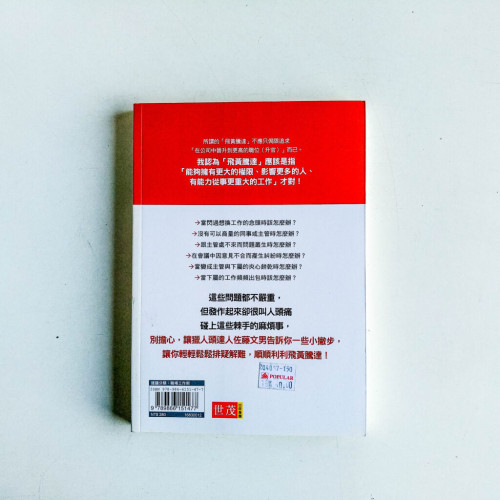 所謂的「飛黃騰達」不應只侷限追求
「在公司中晉升到更高的職位（升官）」而已。
我認為「飛黃騰達」應該是指
「能夠擁有更大的權限、影響更多的人、
有能力從事更重大的工作」才對！
→當閃過想換工作的念頭時該怎麼辦？
→沒有可以商量的同事或主管時怎麼辦？
→跟主管處不來而問題叢生時怎麼辦？
→在會議中因意見不合而產生糾紛時怎麼辦？
→當變成主管與下屬的夾心餅乾時怎麼辦？
→當下屬的工作頻頻出包時該怎麼辦？
這些問題都不嚴重，
但發作起來卻很叫人頭痛
碰上這些棘手的麻煩事，
別擔心，讓獵人頭達人佐藤文男告訴你一些小撇步，
讓你輕輕鬆鬆排疑解難，順順利利飛黃騰達！
9789866151477
NT$ 280
世茂
POPULAR